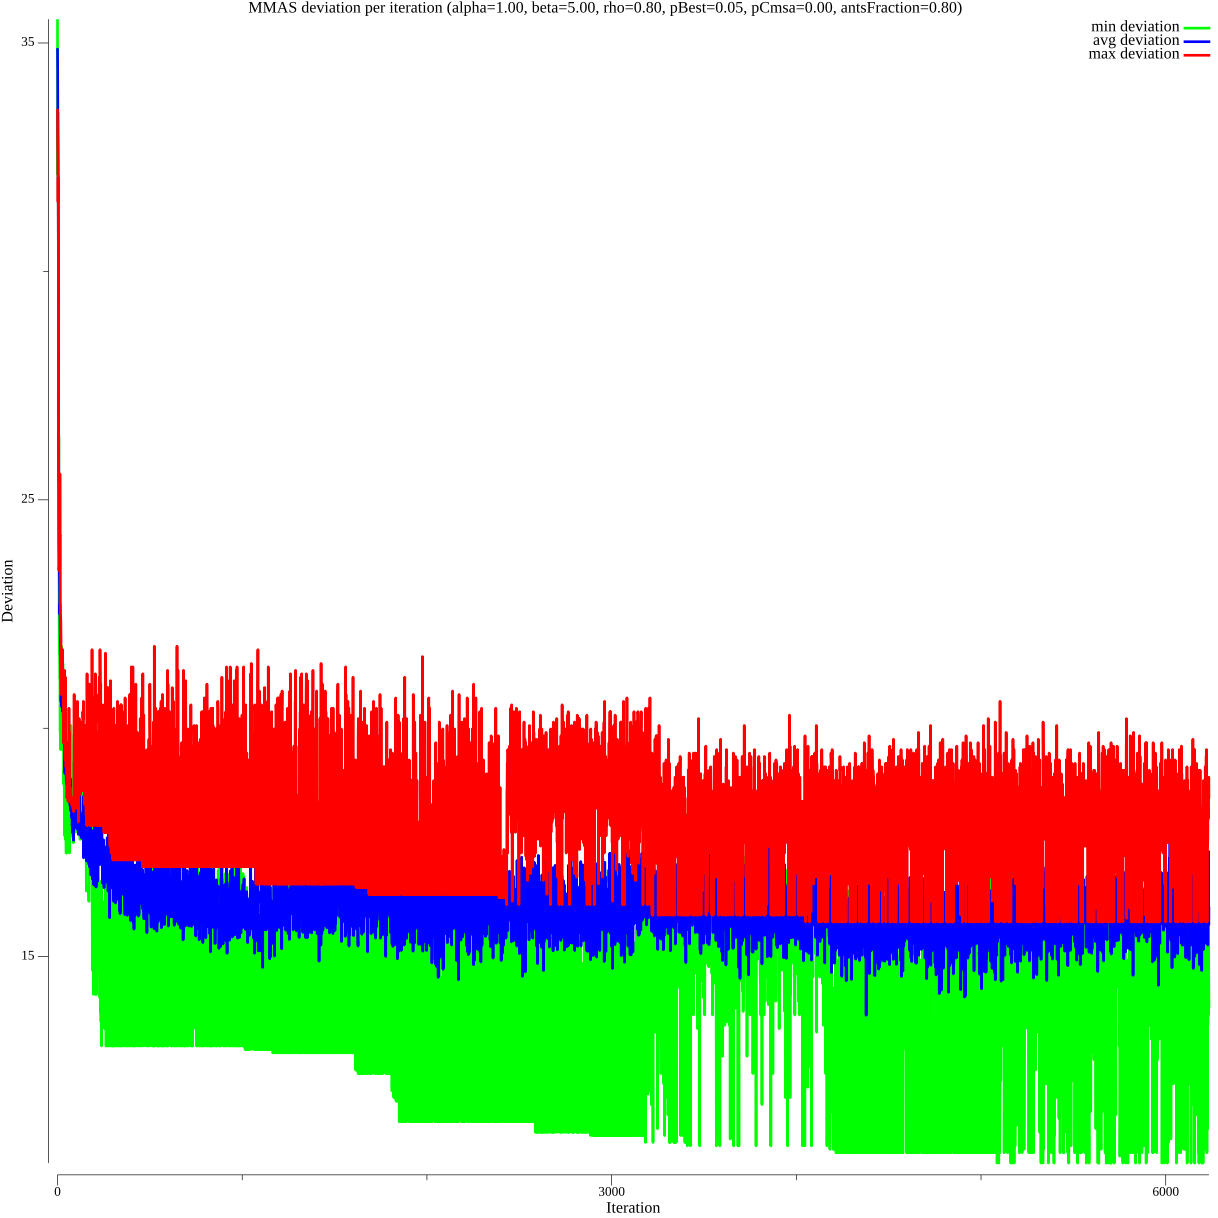 MMAS deviation per iteration (alpha=1.00, beta=5.00, rho=0.80, pBest=0.05, pCmsa=0.00, antsFraction=0.80)
min deviation
avg deviation
max deviation
35
25
15
Deviation
0
3000
6000
Iteration